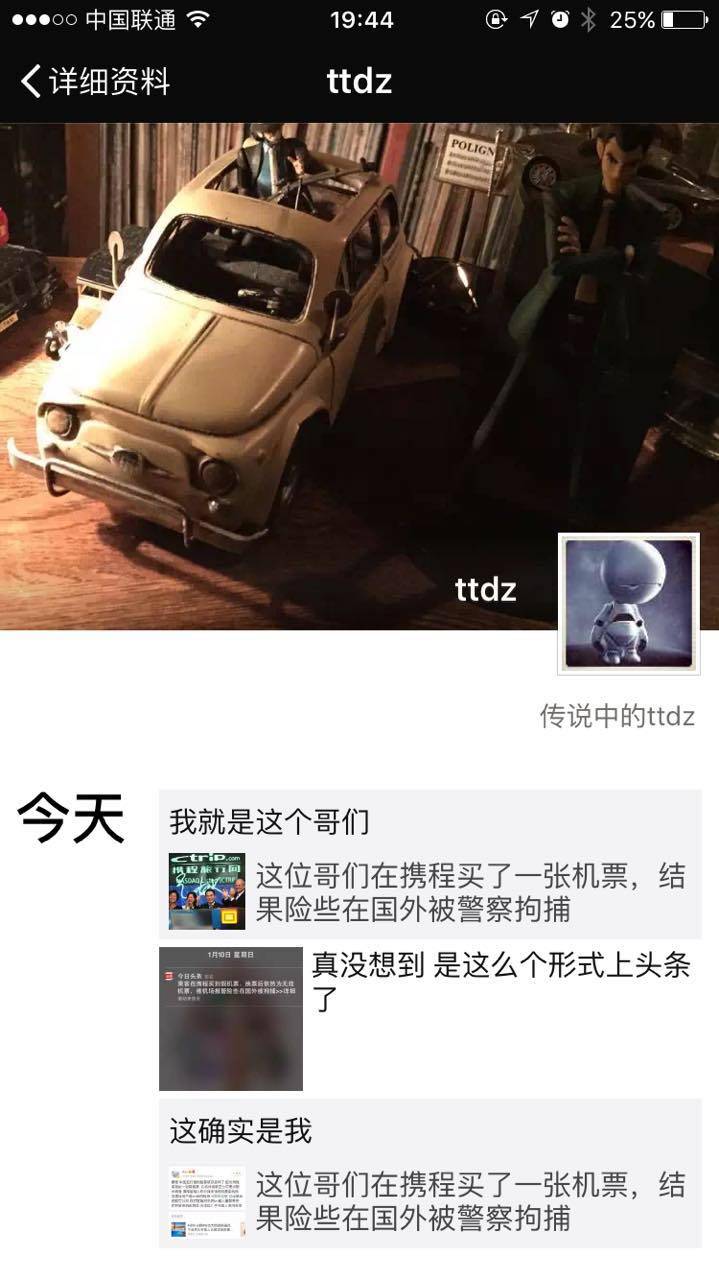 中国联通
19:44
25%
详细资料
ttdz
POLIGN
ttdz
传说中的ttdz
今天
我就是这个哥们
ctrip.com
携程旅行网
这位哥们在携程买了一张机票，结
果险些在国外被警察拘捕
1月10日 星期日
今日头条
真没想到 是这么个形式上头条
了
这确实是我
这位哥们在携程买了一张机票，结
果险些在国外被警察拘捕